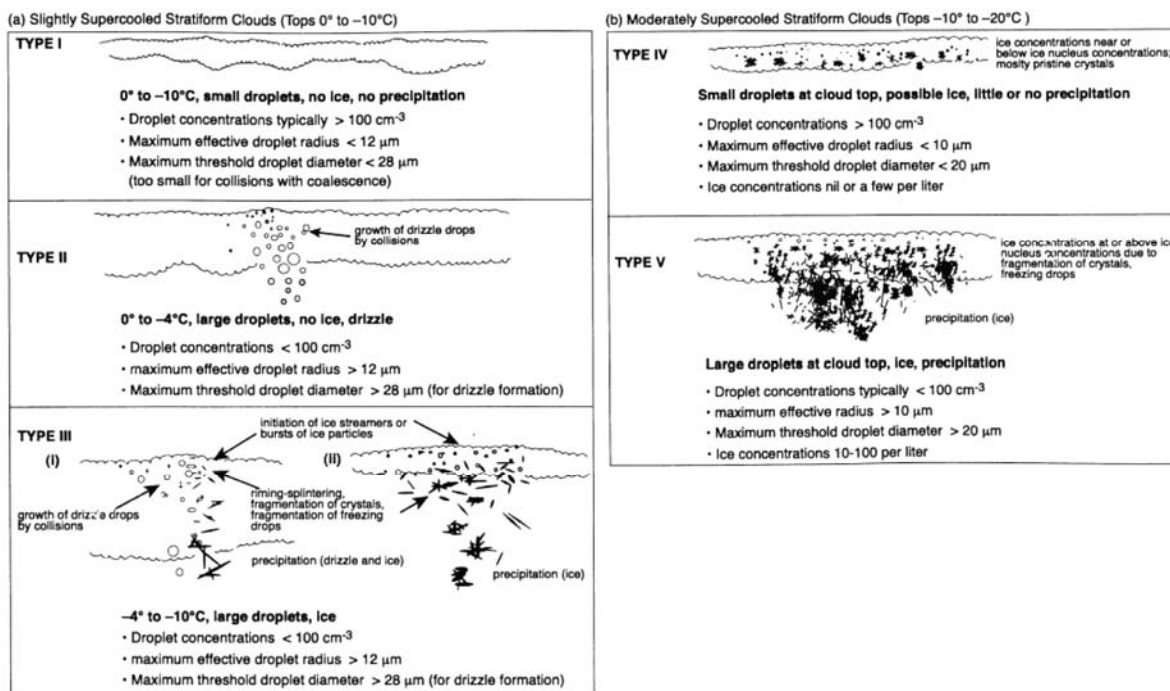 (a) Slightly Supercooled Stratiform Clouds (Tops 0° to –10°C)
TYPE I
0° to –10°C, small droplets, no ice, no precipitation
· Droplet concentrations typically > 100 cm-3
· Maximum effective droplet radius < 12 μm
· Maximum threshold droplet diameter < 28 μm
(too small for collisions with coalescence)
TYPE II
growth of drizzle drops
by collisions
0° to –4°C, large droplets, no ice, drizzle
· Droplet concentrations < 100 cm-3
· maximum effective droplet radius > 12 μm
· Maximum threshold droplet diameter > 28 μm (for drizzle formation)
TYPE III
initiation of ice streamers or
bursts of ice particles
(i)
(ii)
growth of drizzle drops
by collisions
riming-splintering,
fragmentation of crystals,
fragmentation of freezing
drops
precipitation (drizzle and ice)
precipitation (ice)
–4° to –10°C, large droplets, ice
· Droplet concentrations < 100 cm-3
· maximum effective droplet radius > 12 μm
· Maximum threshold droplet diameter > 28 μm (for drizzle formation)
(b) Moderately Supercooled Stratiform Clouds (Tops –10° to –20°C )
TYPE IV
ice concentrations near or
below ice nucleus concentrations;
mostly pristine crystals
Small droplets at cloud top, possible ice, little or no precipitation
· Droplet concentrations > 100 cm-3
· Maximum effective droplet radius < 10 μm
· Maximum threshold droplet diameter < 20 μm
· Ice concentrations nil or a few per liter
TYPE V
ice concentrations at or above ice
nucleus concentrations due to
fragmentation of crystals,
freezing drops
precipitation (ice)
Large droplets at cloud top, ice, precipitation
· Droplet concentrations typically < 100 cm-3
· maximum effective radius > 10 μm
· Maximum threshold droplet diameter > 20 μm
· Ice concentrations 10-100 per liter